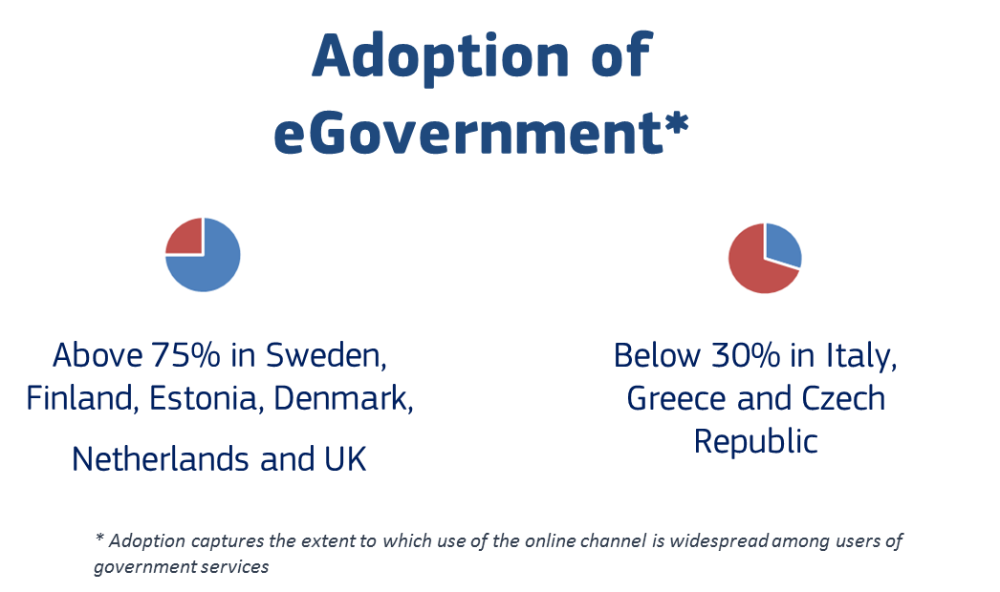 Adoption of
eGovernment*
Above 75% in Sweden,
Finland, Estonia, Denmark,
Netherlands and UK
Below 30% in Italy,
Greece and Czech
Republic
* Adoption captures the extent to which use of the online channel is widespread among users of
government services